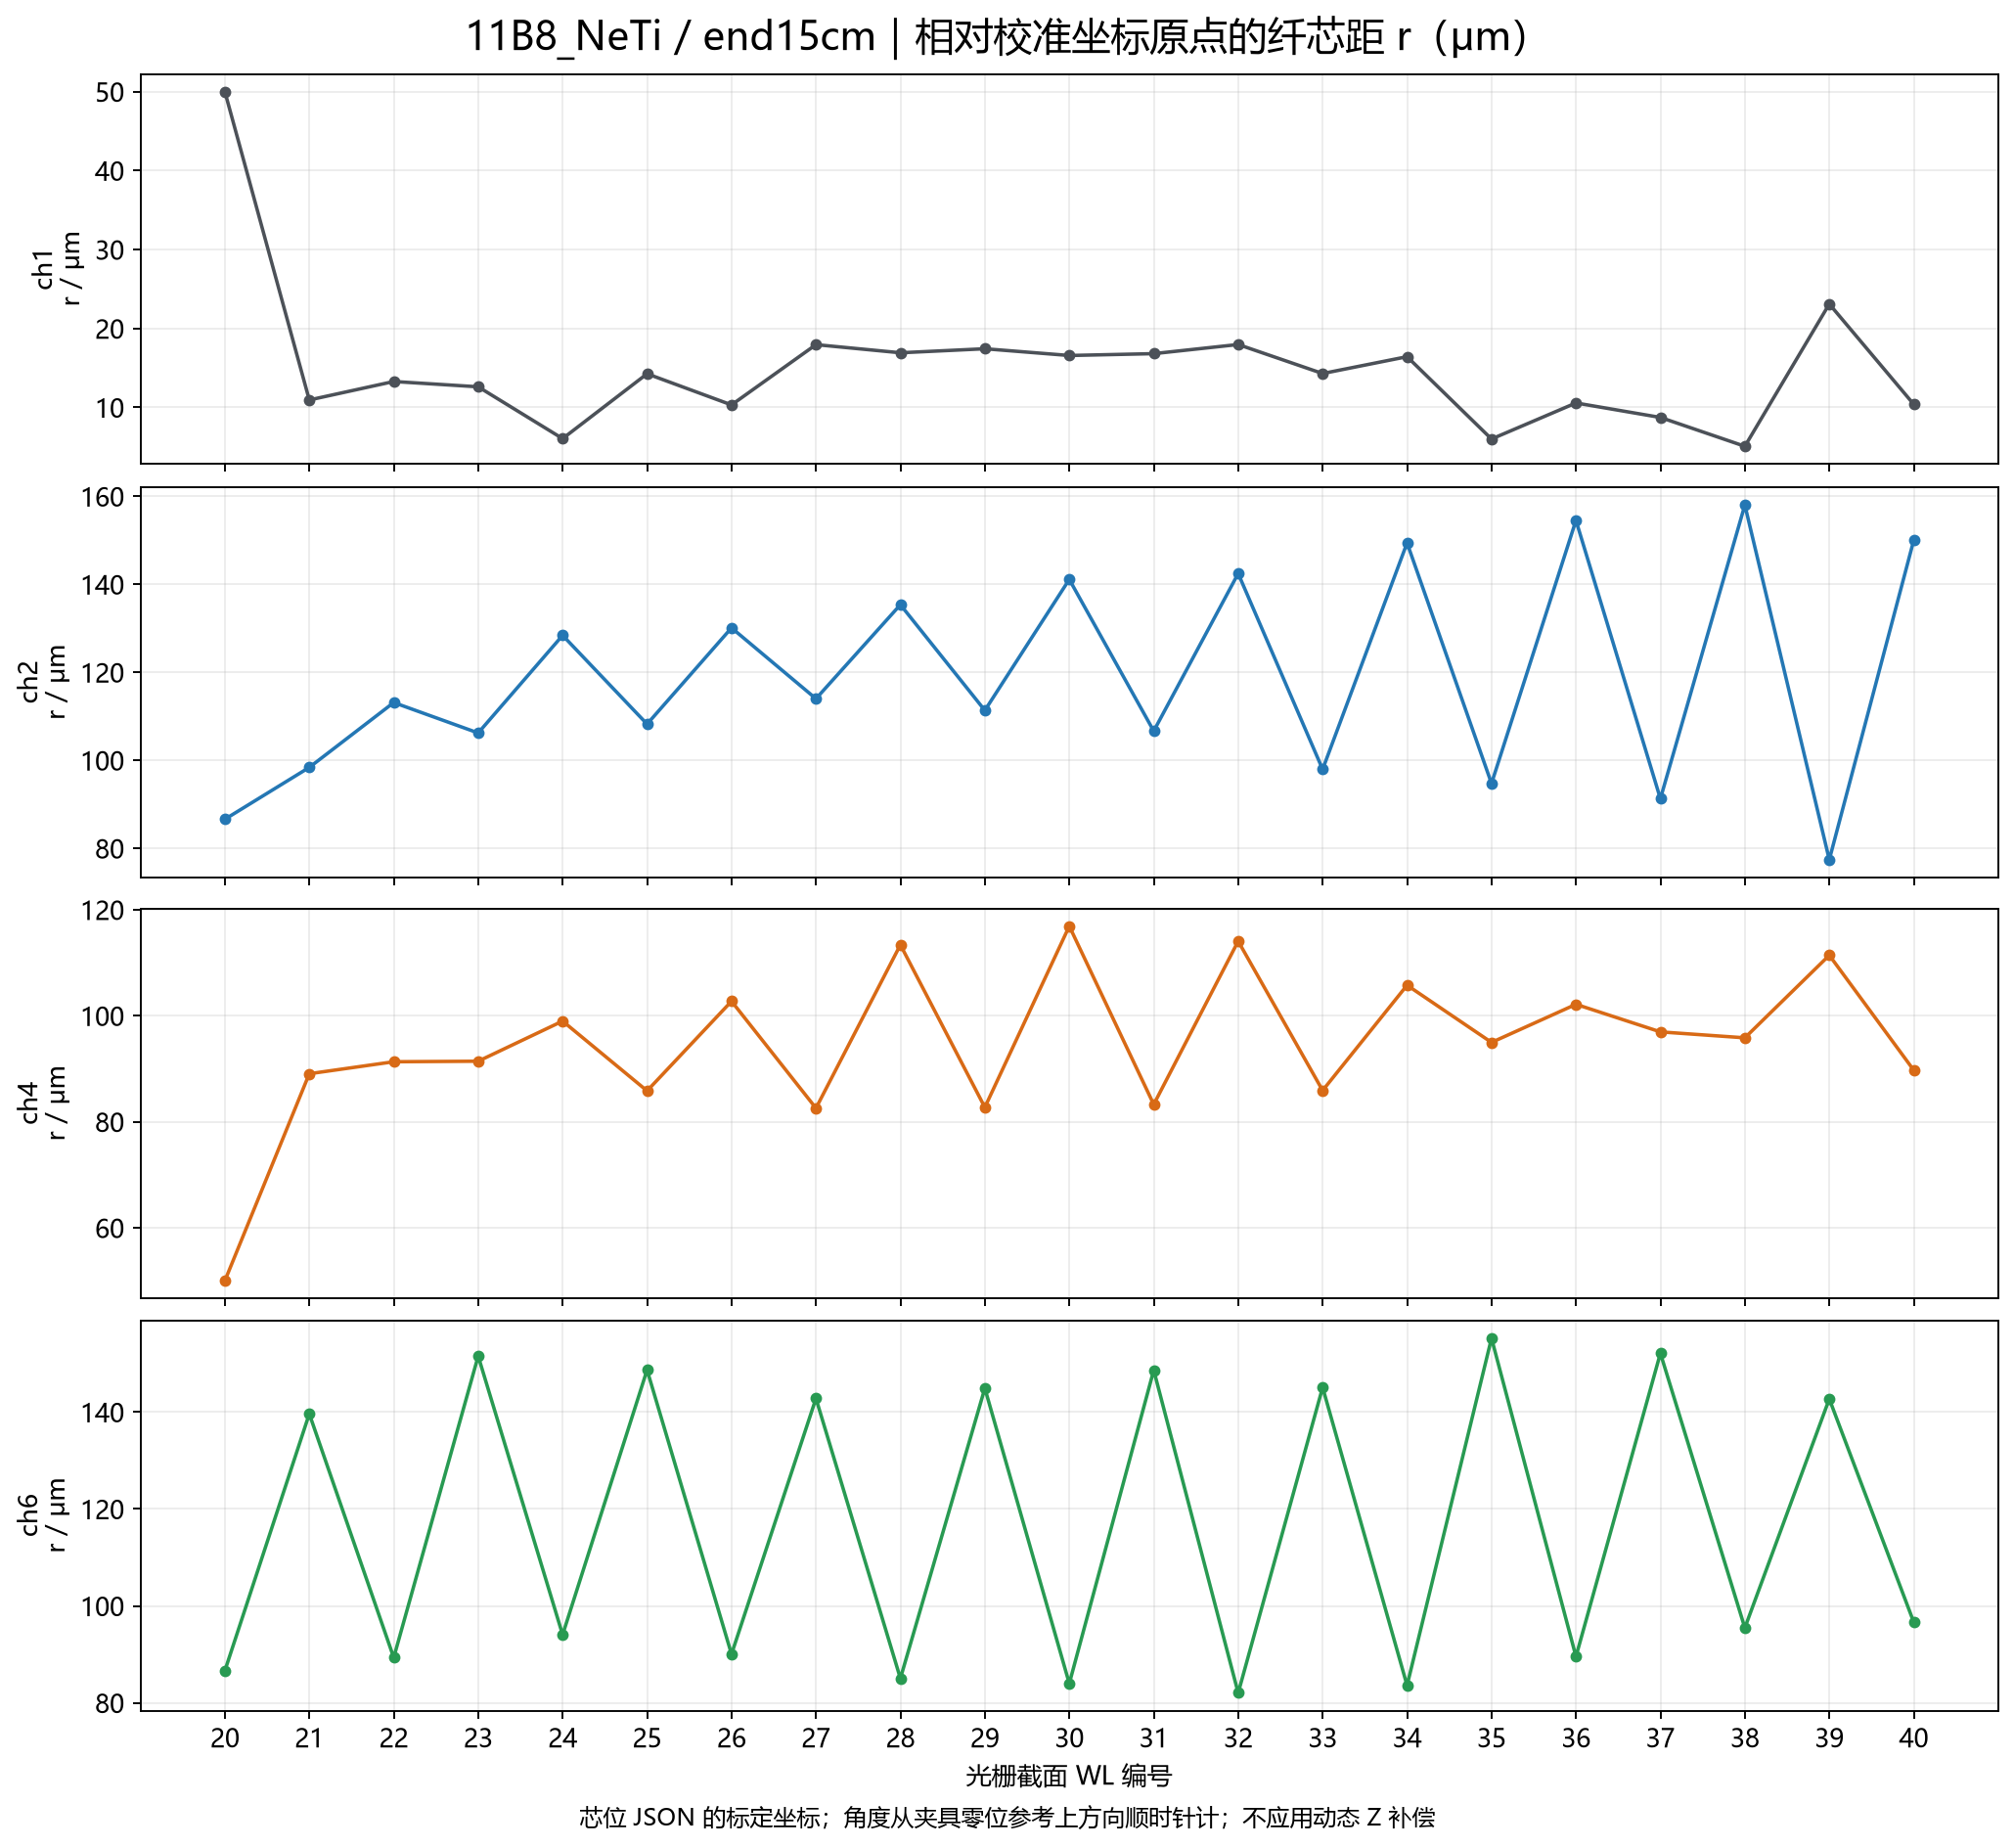 11B8_NeTi / end15cm | 相对校准坐标原点的纤芯距 r（μm）
50
40
30
20
10
ch1
r / μm
160
140
120
100
80
ch2
r / μm
120
100
80
60
ch4
r / μm
140
120
100
80
ch6
r / μm
20 21 22 23 24 25 26 27 28 29 30 31 32 33 34 35 36 37 38 39 40
光栅截面 WL 编号
芯位 JSON 的标定坐标；角度从夹具零位参考上方向顺时针计；不应用动态 Z 补偿